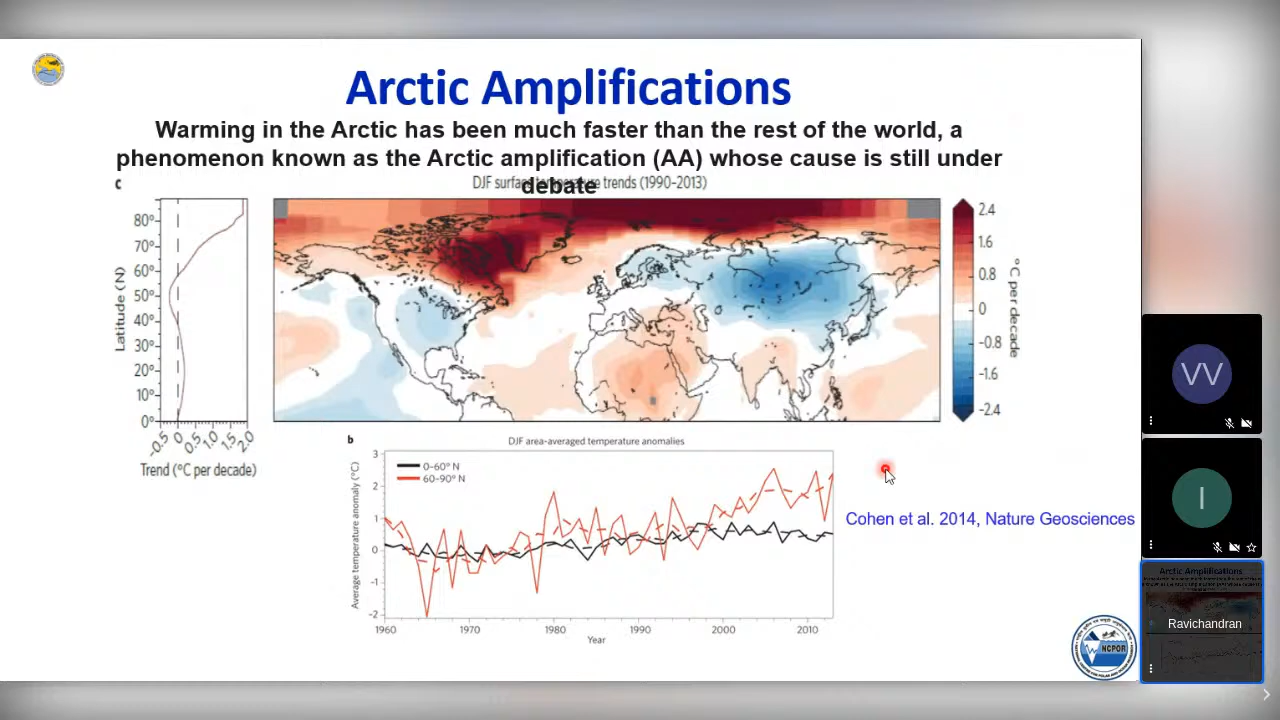 Arctic Amplifications
Warming in the Arctic has been much faster than the rest of the world, a
phenomenon known as the Arctic amplification (AA) whose cause is still under
debate
c
DJF surface temperature trends (1990-2013)
Latitude (N)
80°
70°
60°
50°
40°
30°
20°
10°
0°
-0.5 0 0.5 1.0 1.5 2.0
Trend (°C per decade)
2.4
1.6
0.8
0
-0.8
-1.6
-2.4
°C per decade
b
DJF area-averaged temperature anomalies
Average temperature anomaly (°C)
3
2
1
0
-1
-2
0-60° N
60-90° N
1960 1970 1980 1990 2000 2010
Year
Cohen et al. 2014, Nature Geosciences
NCPOR
VV
I
Arctic Amplifications
Ravichandran